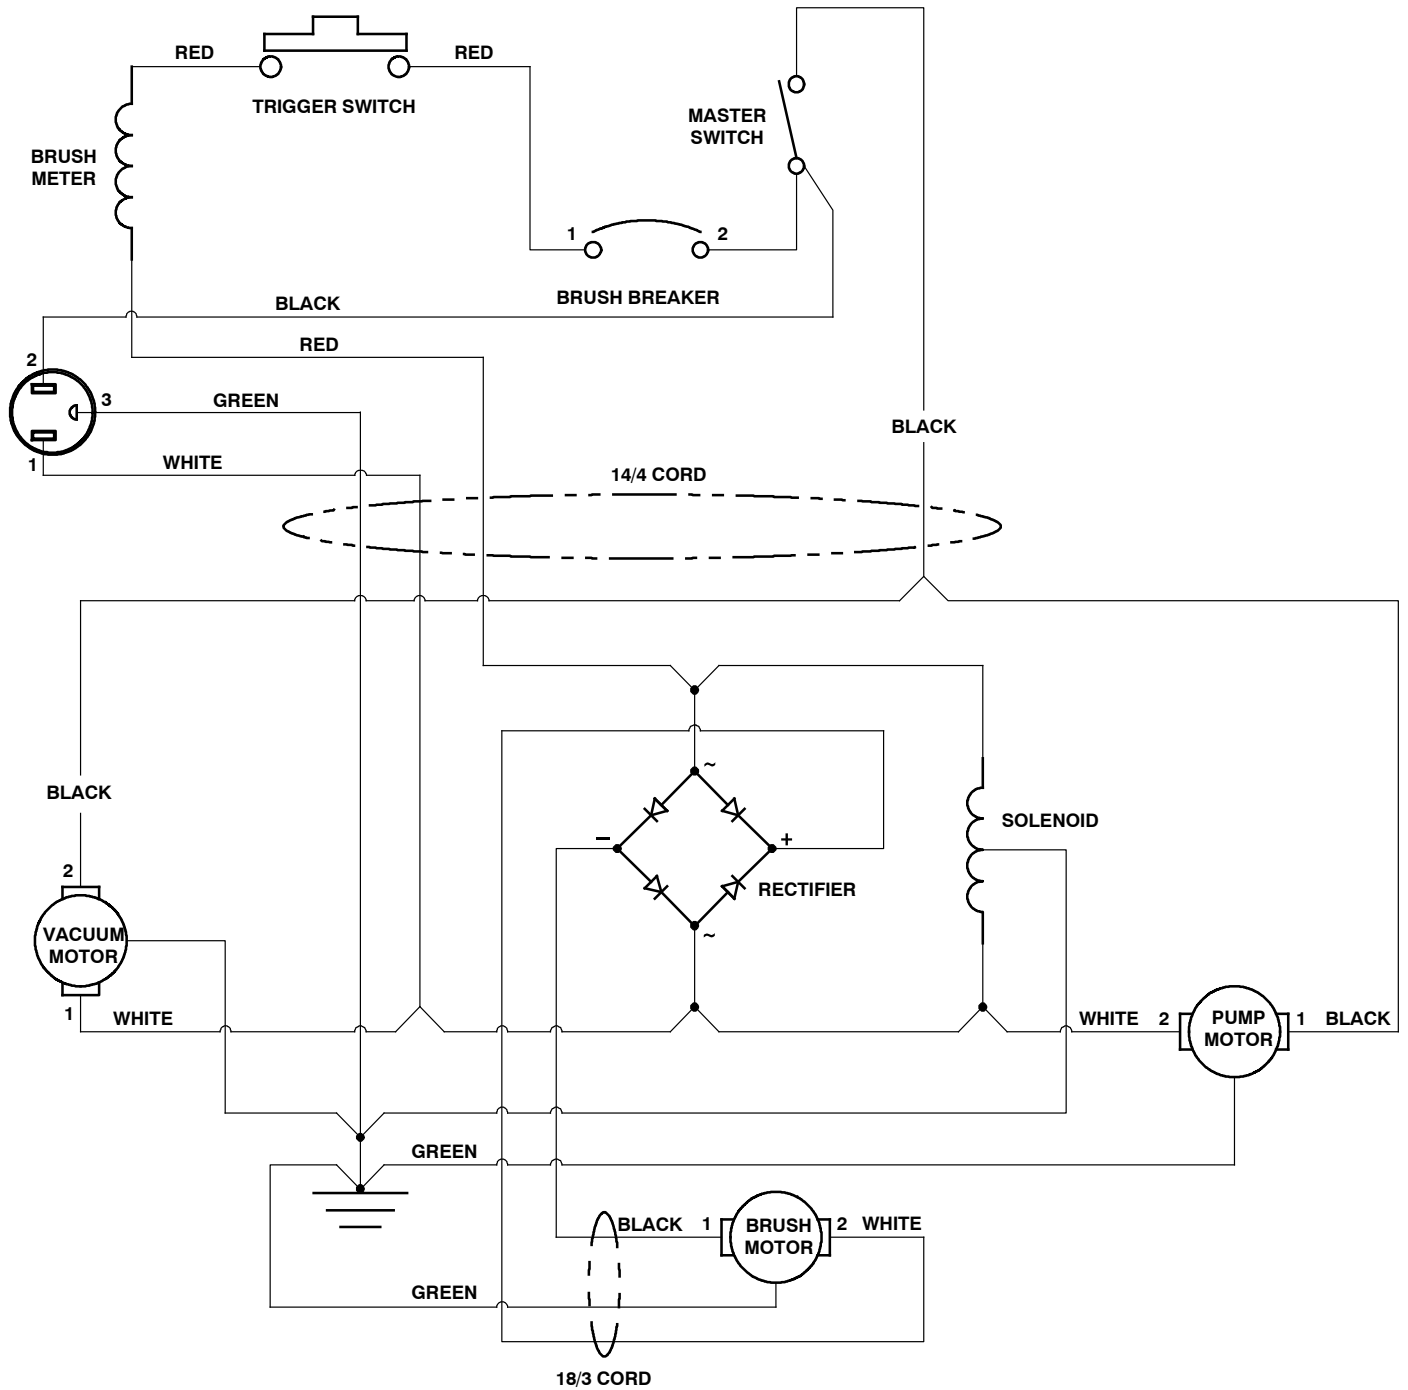 RED
RED
TRIGGER SWITCH
MASTER
SWITCH
BRUSH
METER
1
2
BRUSH BREAKER
BLACK
RED
2
3
GREEN
BLACK
1
WHITE
14/4 CORD
~
BLACK
SOLENOID
–
+
2
RECTIFIER
VACUUM
MOTOR
~
1
WHITE
WHITE
2
PUMP
MOTOR
1
BLACK
GREEN
BLACK
1
BRUSH
MOTOR
2
WHITE
GREEN
18/3 CORD